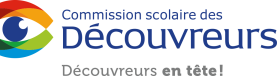 Commission scolaire des
Découvreurs
Découvreurs en tête!